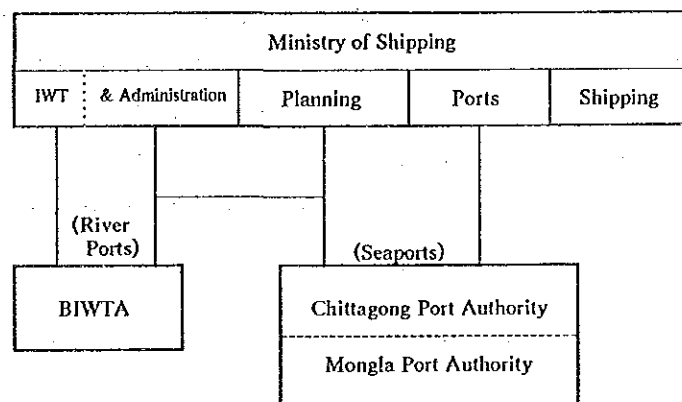 Ministry of Shipping
IWT & Administration Planning Ports Shipping
(River
Ports)
(Seaports)
BIWTA
Chittagong Port Authority
Mongla Port Authority